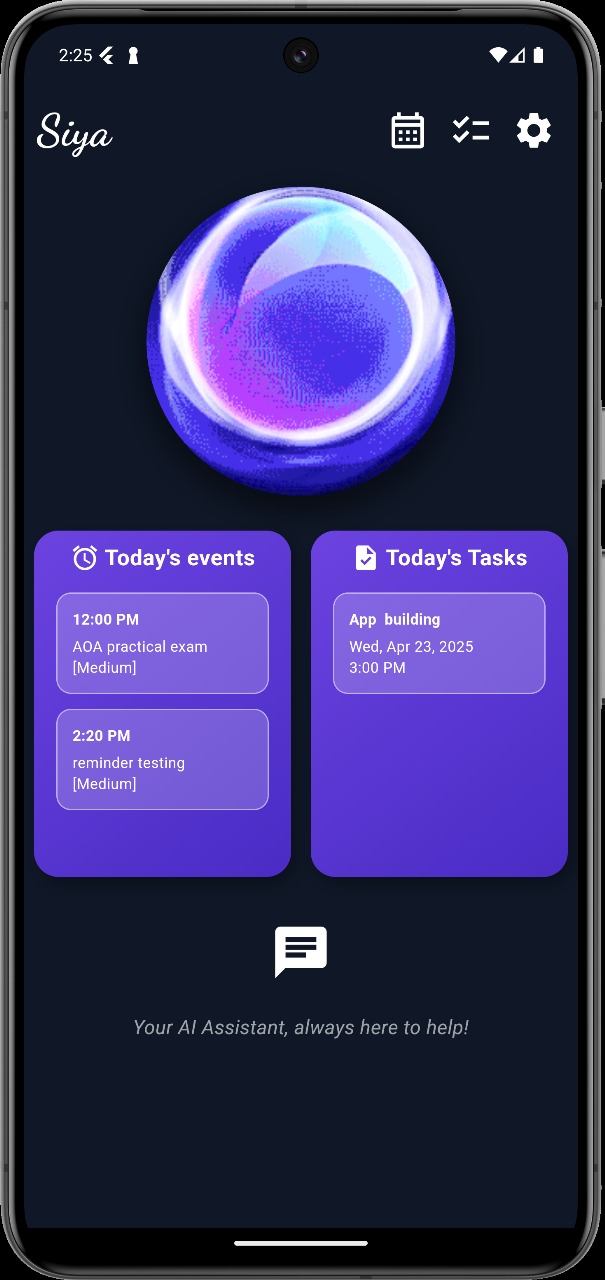 2:25
Siya
Today's events
12:00 PM
AOA practical exam
[Medium]
2:20 PM
reminder testing
[Medium]
Today's Tasks
App  building
Wed, Apr 23, 2025
3:00 PM
Your AI Assistant, always here to help!